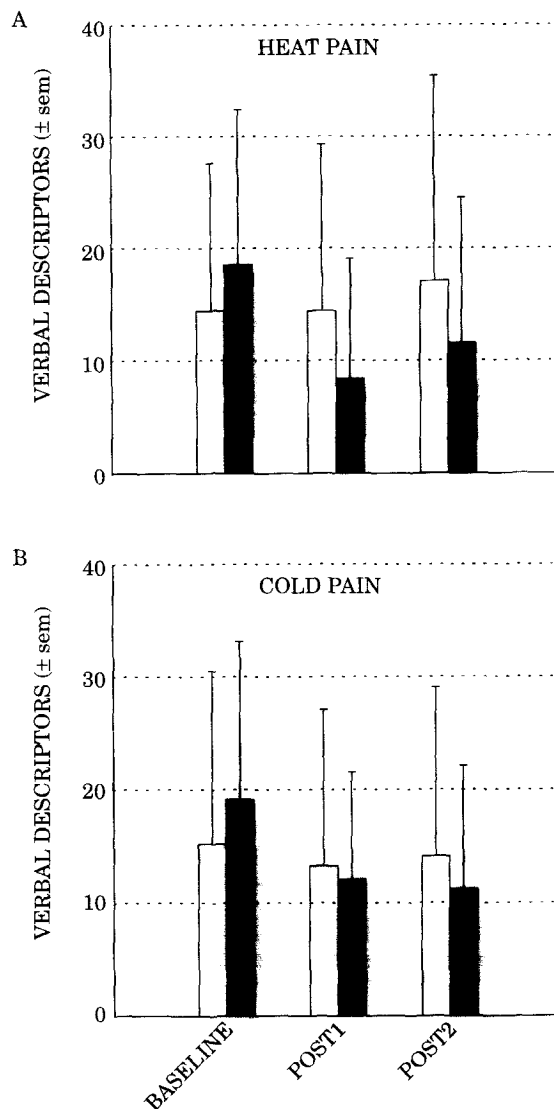 A
HEAT PAIN
VERBAL DESCRIPTORS (± sem)
40
30
20
10
0
B
COLD PAIN
VERBAL DESCRIPTORS (± sem)
40
30
20
10
0
BASELINE
POST1
POST2